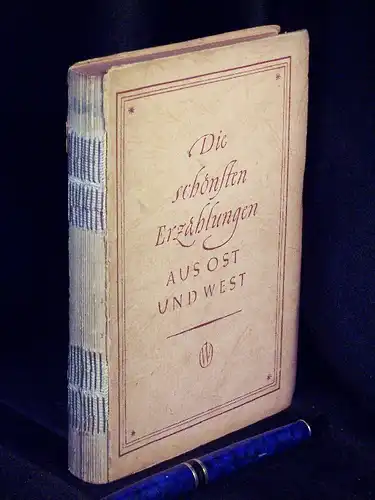 Die
schönsten
Erzählungen
AUS OST
UND WEST
W